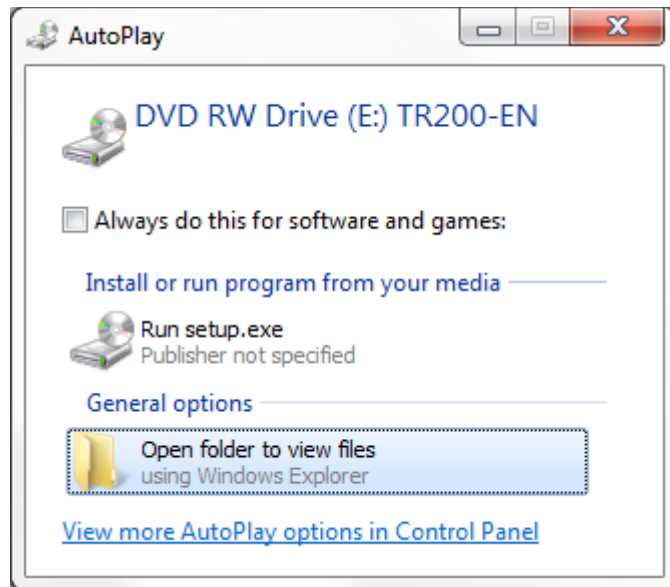 AutoPlay
DVD RW Drive (E:) TR200-EN
Always do this for software and games:
Install or run program from your media
Run setup.exe
Publisher not specified
General options
Open folder to view files
using Windows Explorer
View more AutoPlay options in Control Panel